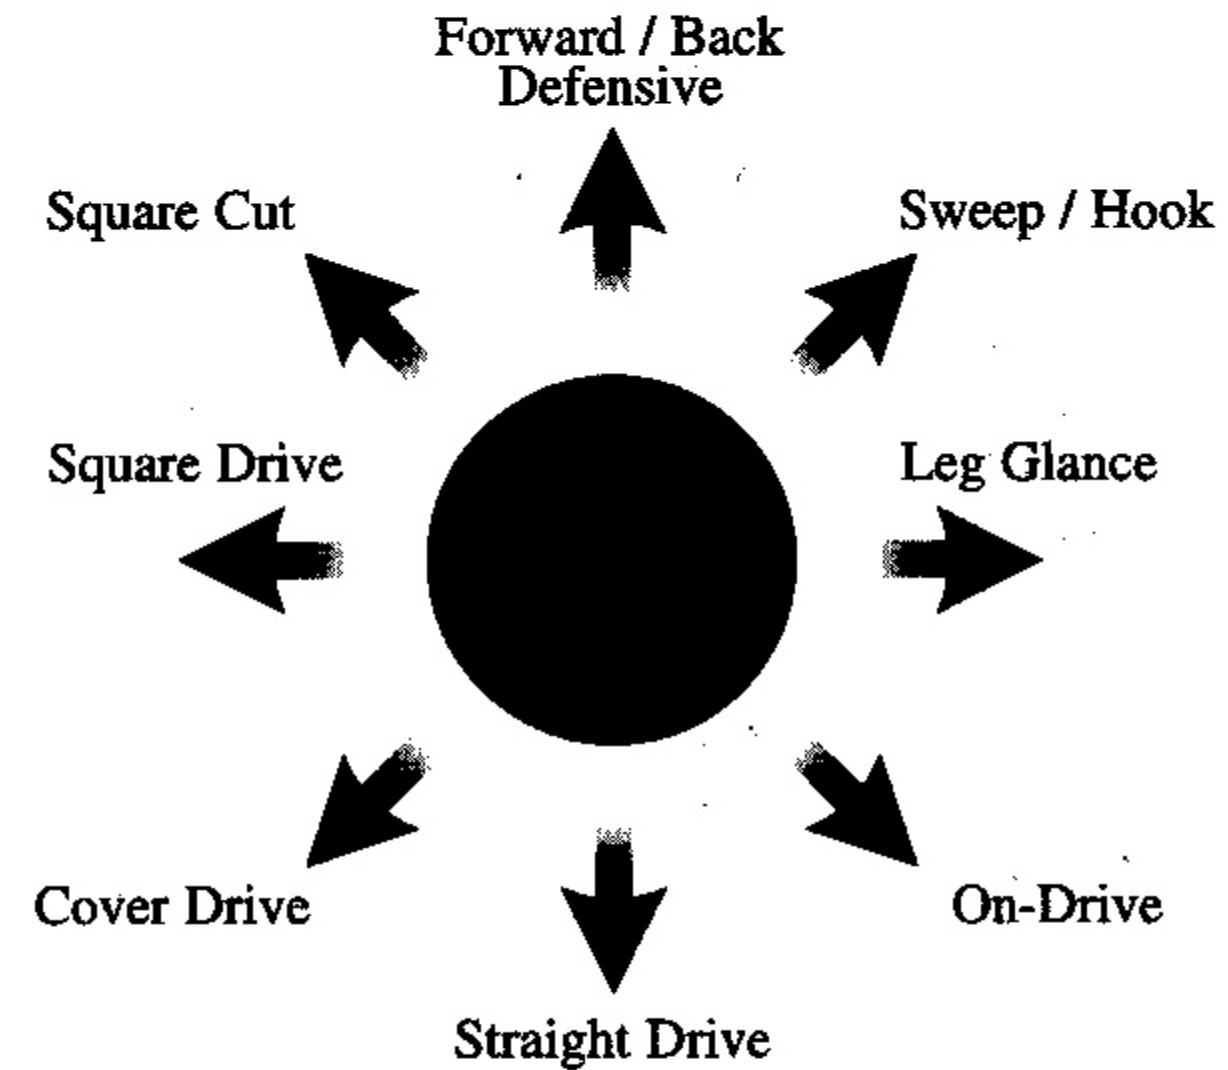 Forward / Back
Defensive
Square Cut
Sweep / Hook
Square Drive
Leg Glance
Cover Drive
On-Drive
Straight Drive